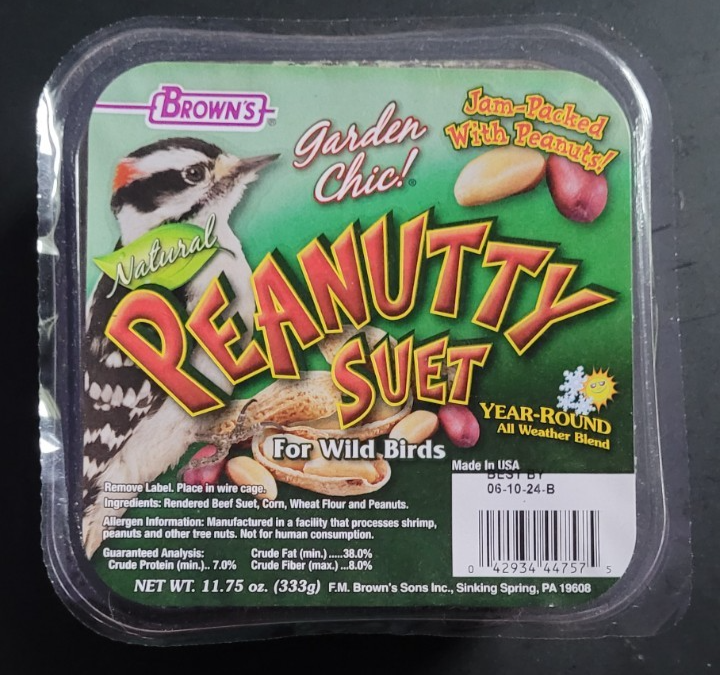 BROWN'S®
Garden
Chic!®
Jam-Packed
With Peanuts!
Natural
PEANUTTY
SUET
For Wild Birds
YEAR-ROUND
All Weather Blend
Made In USA
BEST BY
06-10-24-B
Remove Label. Place in wire cage.
Ingredients: Rendered Beef Suet, Corn, Wheat Flour and Peanuts.
Allergen Information: Manufactured in a facility that processes shrimp,
peanuts and other tree nuts. Not for human consumption.
Guaranteed Analysis: Crude Fat (min.) .....38.0%
Crude Protein (min.).. 7.0% Crude Fiber (max.) ...8.0%
0 42934 44757 5
NET WT. 11.75 oz. (333g) F.M. Brown's Sons Inc., Sinking Spring, PA 19608